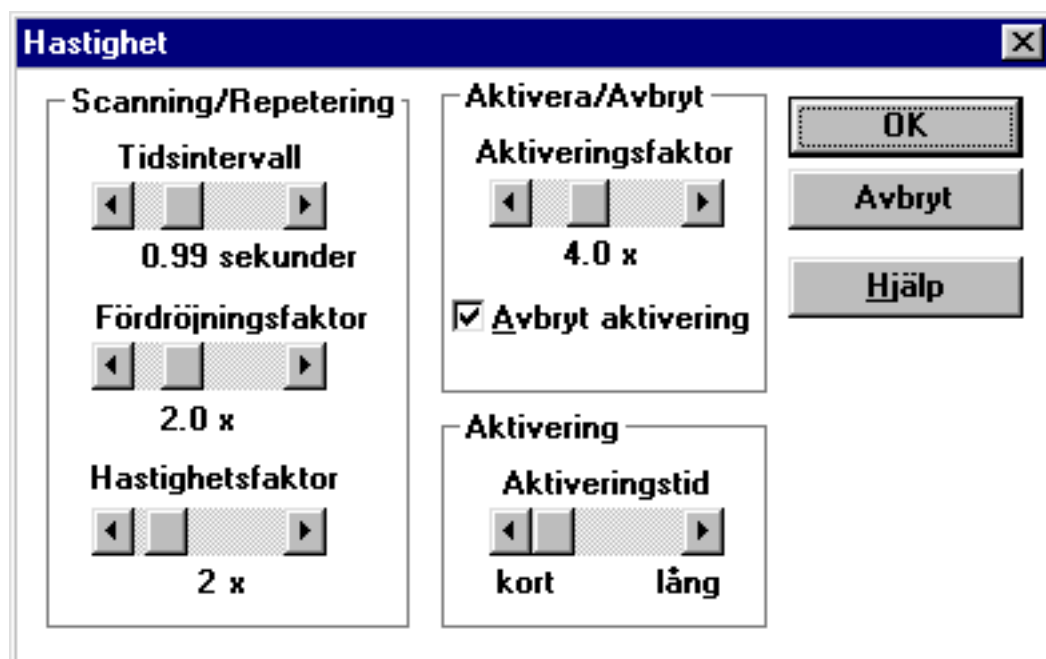 Hastighet
Scanning/Repetering
Tidsintervall
0.99 sekunder
Fördröjningsfaktor
2.0 x
Hastighetsfaktor
2 x
Aktivera/Avbryt
Aktiveringsfaktor
4.0 x
Avbryt aktivering
Aktivering
Aktiveringstid
kort lång
OK
Avbryt
Hjälp